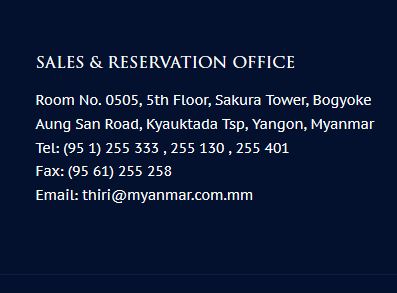 SALES & RESERVATION OFFICE
Room No. 0505, 5th Floor, Sakura Tower, Bogyoke
Aung San Road, Kyauktada Tsp, Yangon, Myanmar
Tel: (95 1) 255 333 , 255 130 , 255 401
Fax: (95 61) 255 258
Email: thiri@myanmar.com.mm